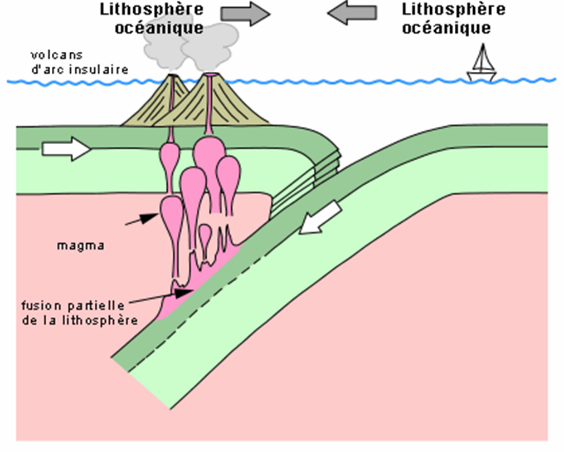 Lithosphère
océanique
Lithosphère
océanique
volcans
d'arc insulaire
magma
fusion partielle
de la lithosphère